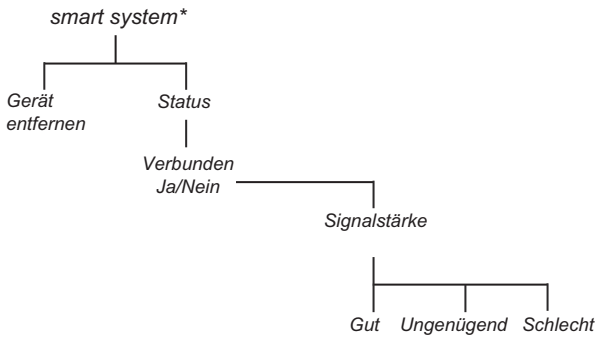 smart system*
Gerät
entfernen
Status
Verbunden
Ja/Nein
Signalstärke
Gut
Ungenügend
Schlecht